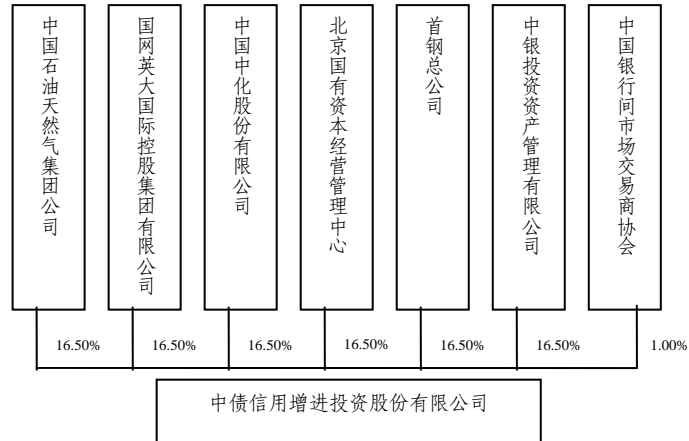 中国石油天然气集团公司
国网英大国际控股集团有限公司
中国中化股份有限公司
北京国有资本经营管理中心
首钢总公司
中银投资资产管理有限公司
中国银行间市场交易商协会
16.50%
16.50%
16.50%
16.50%
16.50%
16.50%
1.00%
中债信用增进投资股份有限公司